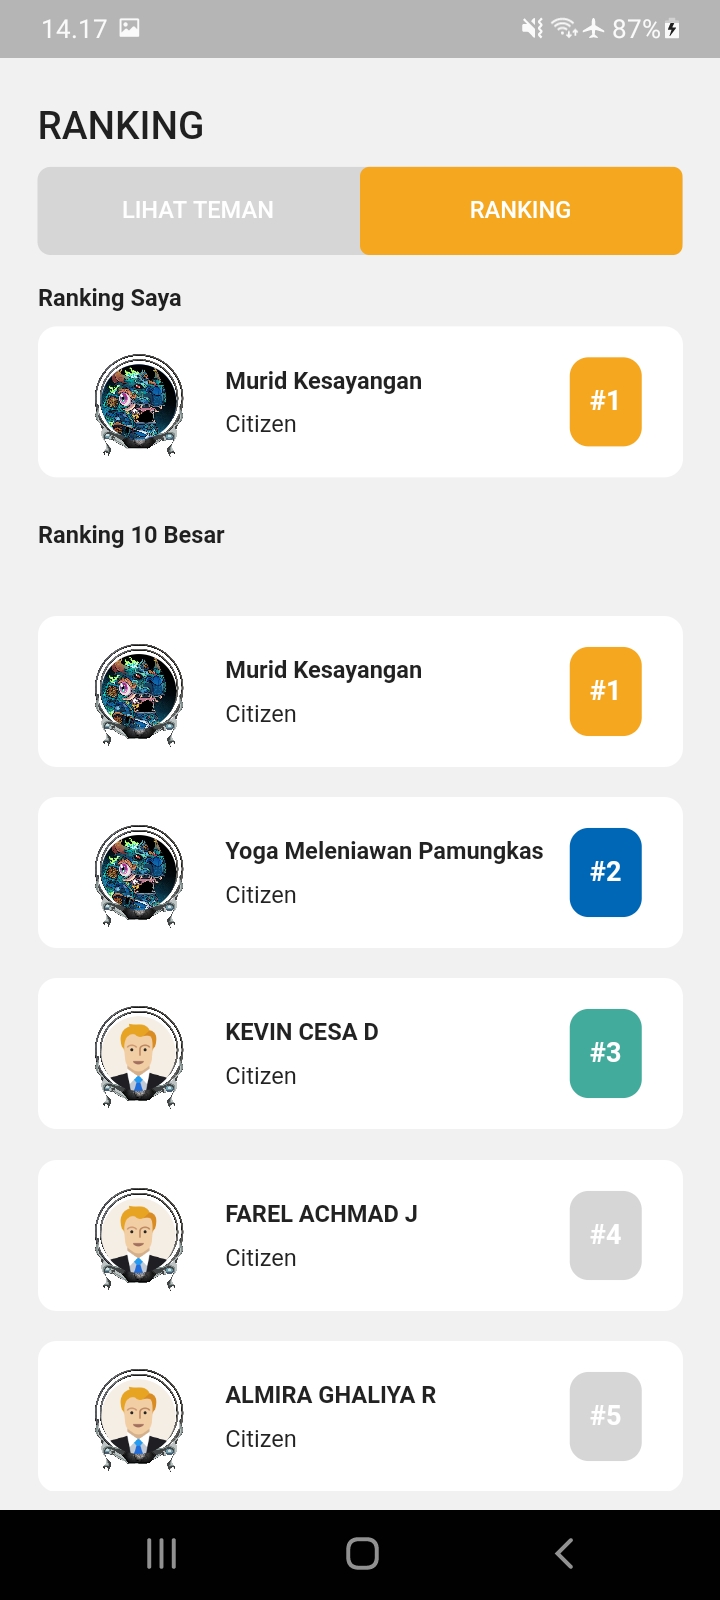 14.17
87%
RANKING
LIHAT TEMAN
RANKING
Ranking Saya
Murid Kesayangan
Citizen
#1
Ranking 10 Besar
Murid Kesayangan
Citizen
#1
Yoga Meleniawan Pamungkas
Citizen
#2
KEVIN CESA D
Citizen
#3
FAREL ACHMAD J
Citizen
#4
ALMIRA GHALIYA R
Citizen
#5